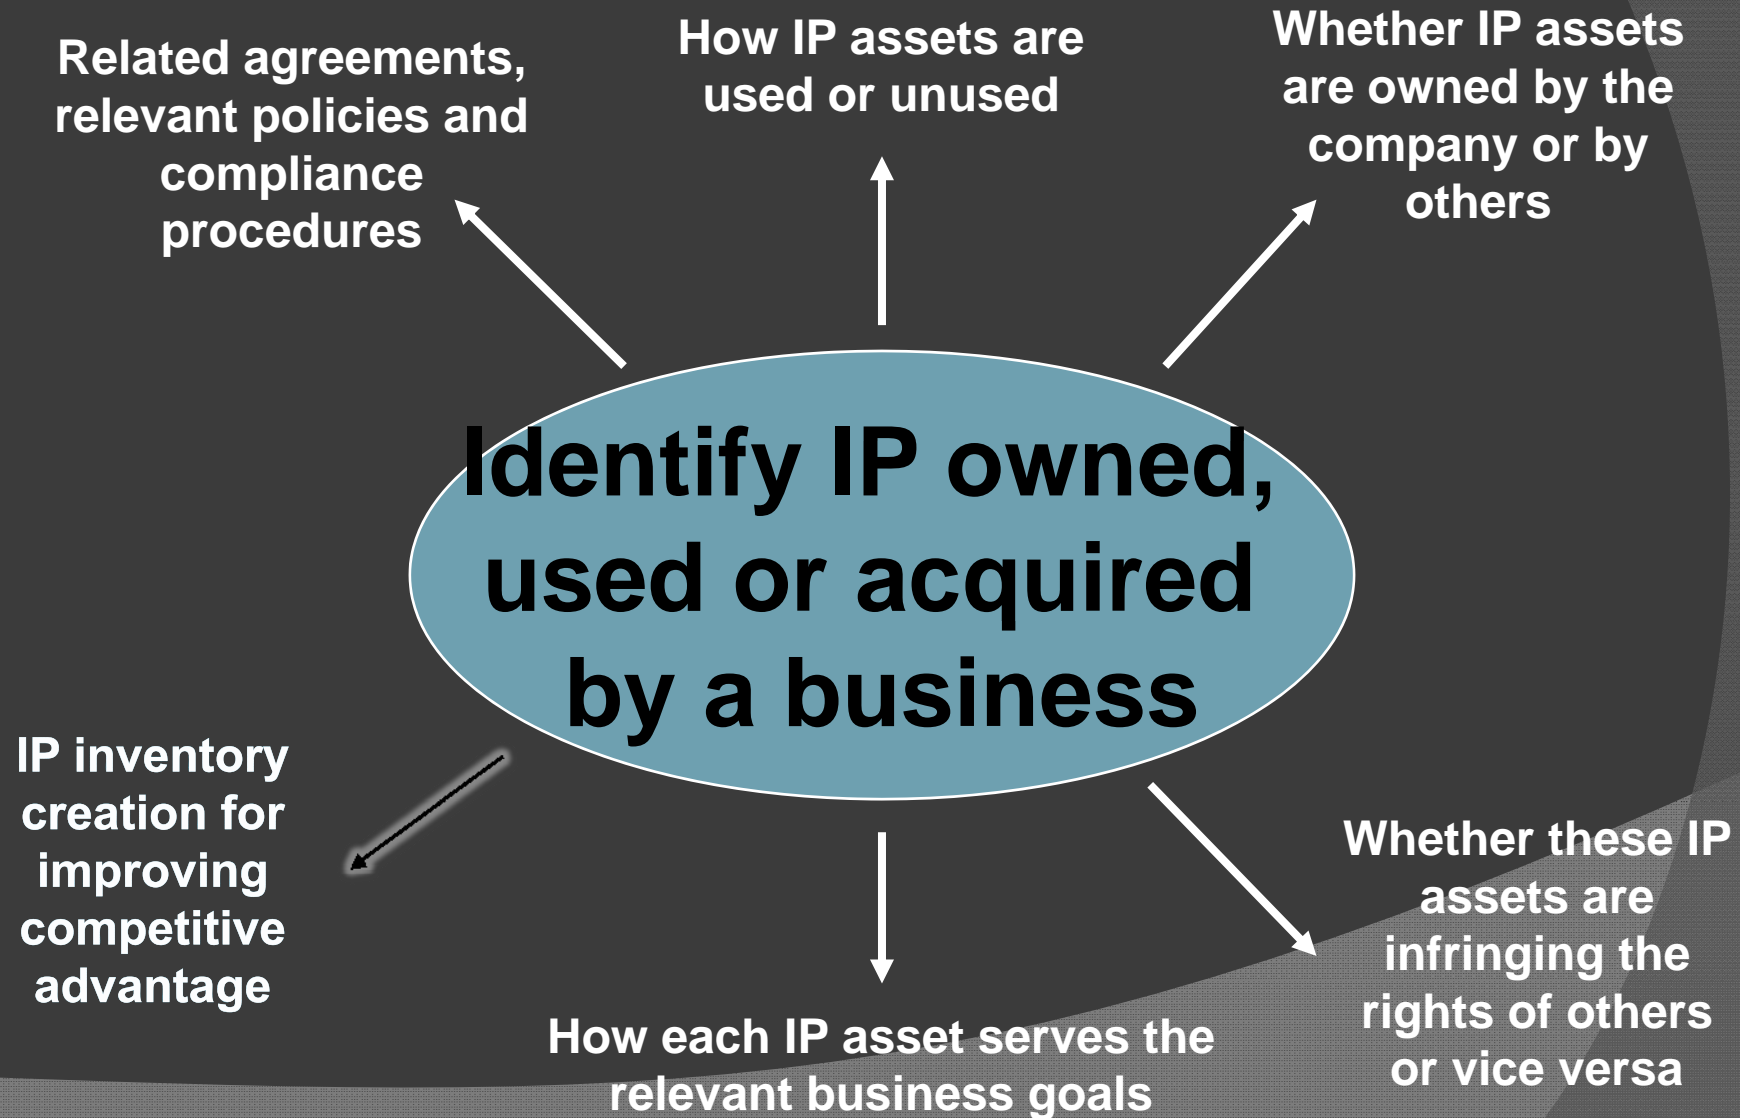 Related agreements,
relevant policies and
compliance
procedures
How IP assets are
used or unused
Whether IP assets
are owned by the
company or by
others
Identify IP owned,
used or acquired
by a business
IP inventory
creation for
improving
competitive
advantage
How each IP asset serves the
relevant business goals
Whether these IP
assets are
infringing the
rights of others
or vice versa